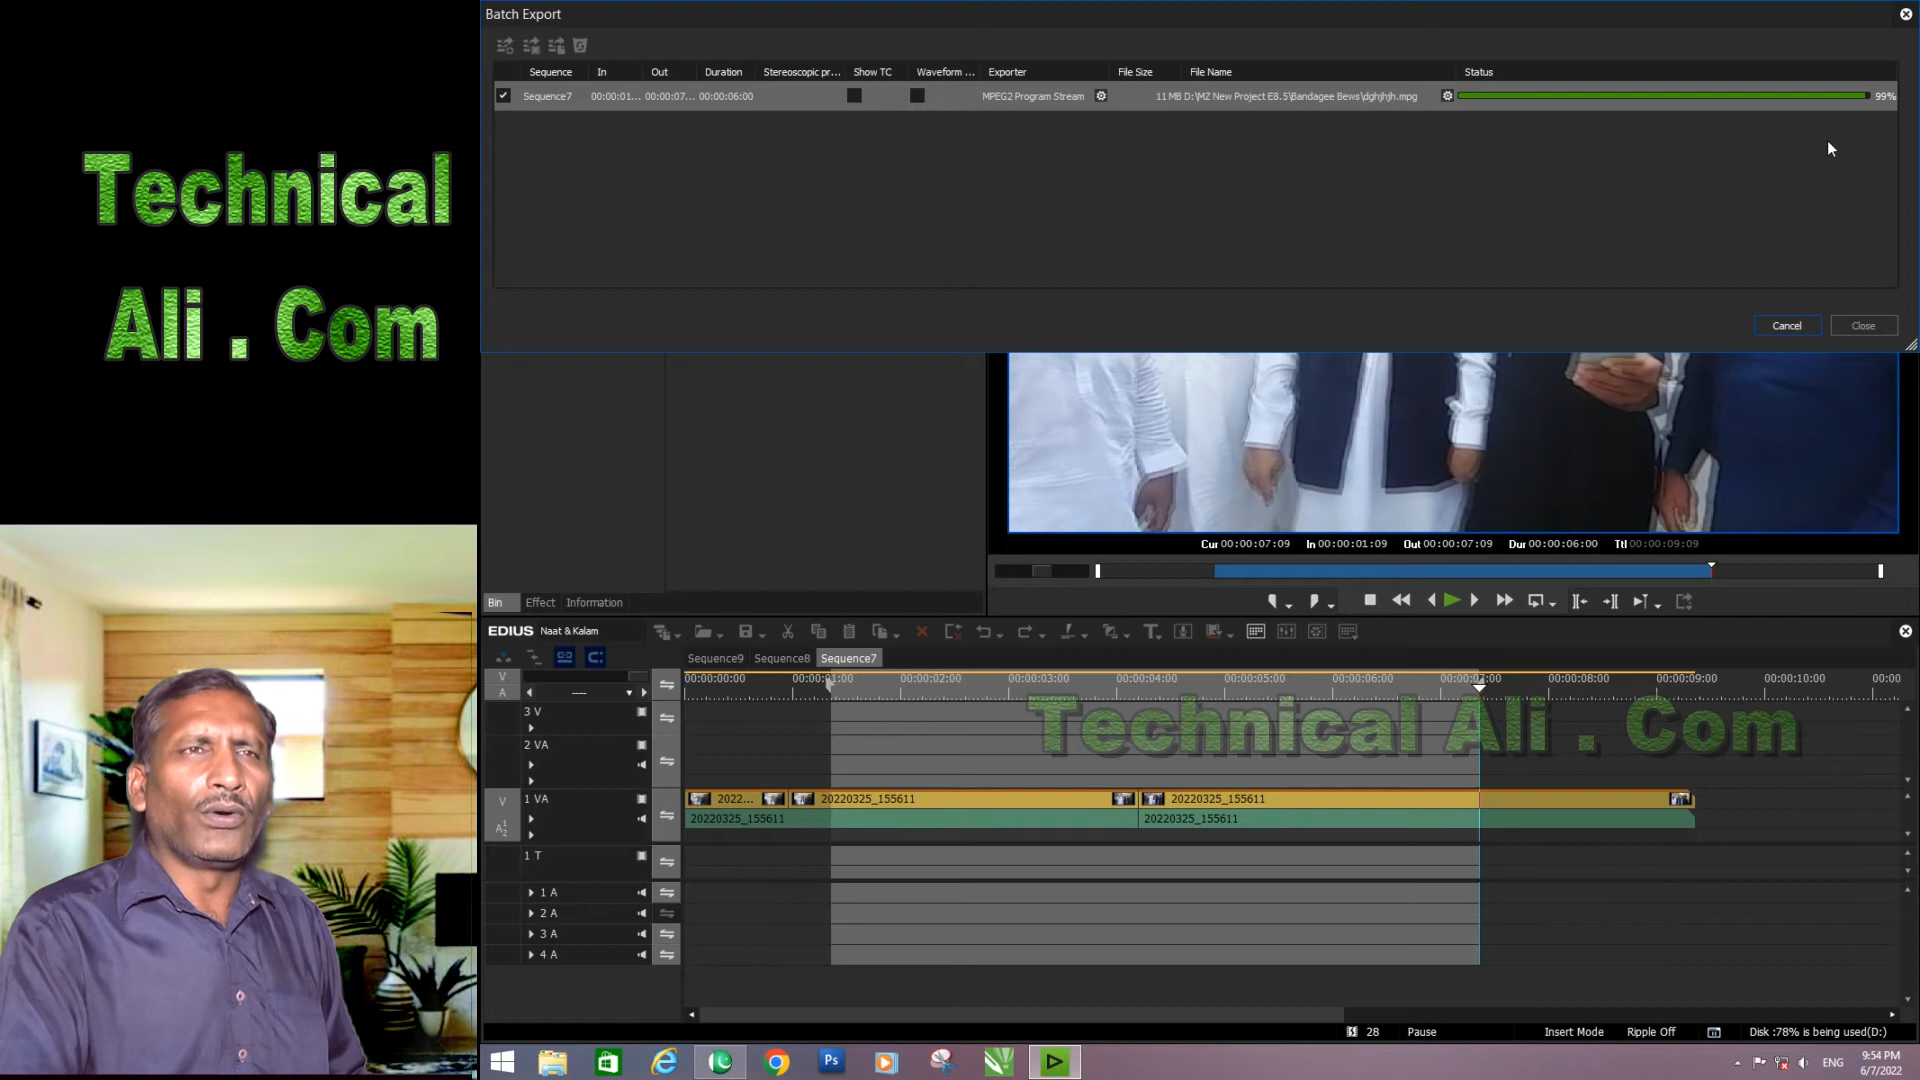 Batch Export
Sequence In Out Duration Stereoscopic pr... Show TC Waveform ... Exporter File Size File Name Status
Sequence7 00:00:01... 00:00:07... 00:00:06:00 MPEG2 Program Stream 11 MB D:\MZ New Project E8.5\Bandagee Bews\dghjhjh.mpg 99%
Technical
Ali . Com
Cancel Close
Cur 00:00:07:09 In 00:00:01:09 Out 00:00:07:09 Dur 00:00:06:00 Ttl 00:00:09:09
Bin Effect Information
EDIUS Naat & Kalam
Sequence9 Sequence8 Sequence7
V
A ----
00:00:00:00 00:00:01:00 00:00:02:00 00:00:03:00 00:00:04:00 00:00:05:00 00:00:06:00 00:00:07:00 00:00:08:00 00:00:09:00 00:00:10:00 00:00
3 V
Technical Ali . Com
2 VA
V 1 VA 2022... 20220325_155611 20220325_155611
A12 20220325_155611 20220325_155611
1 T
1 A
2 A
3 A
4 A
28 Pause Insert Mode Ripple Off Disk :78% is being used(D:)
Ps
ENG 9:54 PM
6/7/2022